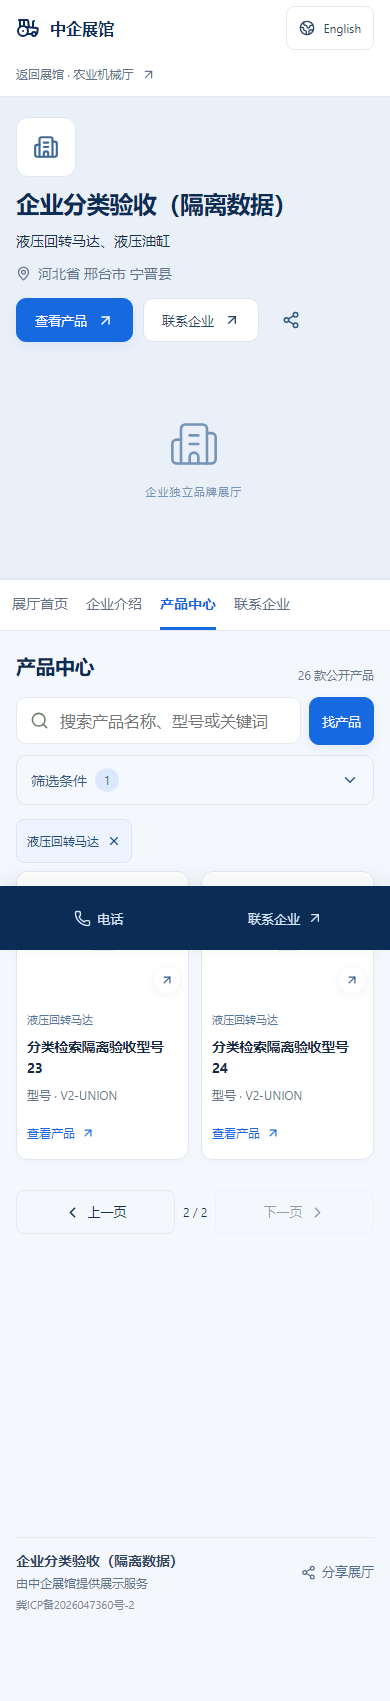 中企展馆
English
返回展馆 · 农业机械厅
企业分类验收（隔离数据）
液压回转马达、液压油缸
河北省 邢台市 宁晋县
查看产品
联系企业
企业独立品牌展厅
展厅首页 企业介绍 产品中心 联系企业
产品中心
26 款公开产品
搜索产品名称、型号或关键词
找产品
筛选条件 1
液压回转马达
电话
联系企业
液压回转马达
分类检索隔离验收型号
23
型号 · V2-UNION
查看产品
液压回转马达
分类检索隔离验收型号
24
型号 · V2-UNION
查看产品
上一页 2 / 2 下一页
企业分类验收（隔离数据）
由中企展馆提供展示服务
冀ICP备2026047360号-2
分享展厅